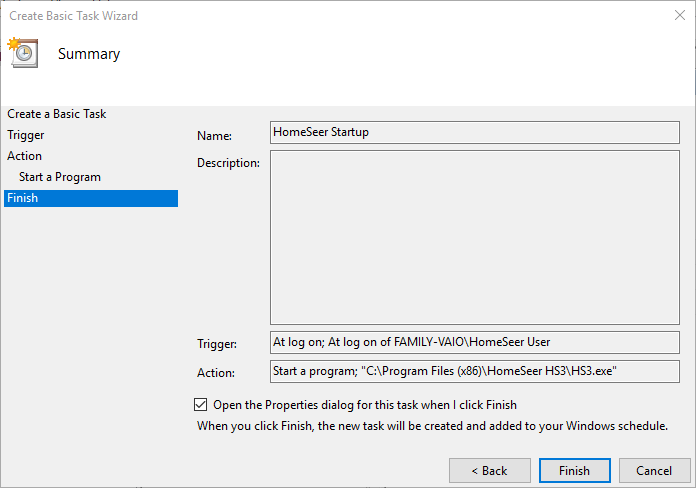 Create Basic Task Wizard
Summary
Create a Basic Task
Trigger
Action
Start a Program
Finish
Name: HomeSeer Startup
Description:
Trigger: At log on; At log on of FAMILY-VAIO\HomeSeer User
Action: Start a program; "C:\Program Files (x86)\HomeSeer HS3\HS3.exe"
Open the Properties dialog for this task when I click Finish
When you click Finish, the new task will be created and added to your Windows schedule.
< Back Finish Cancel